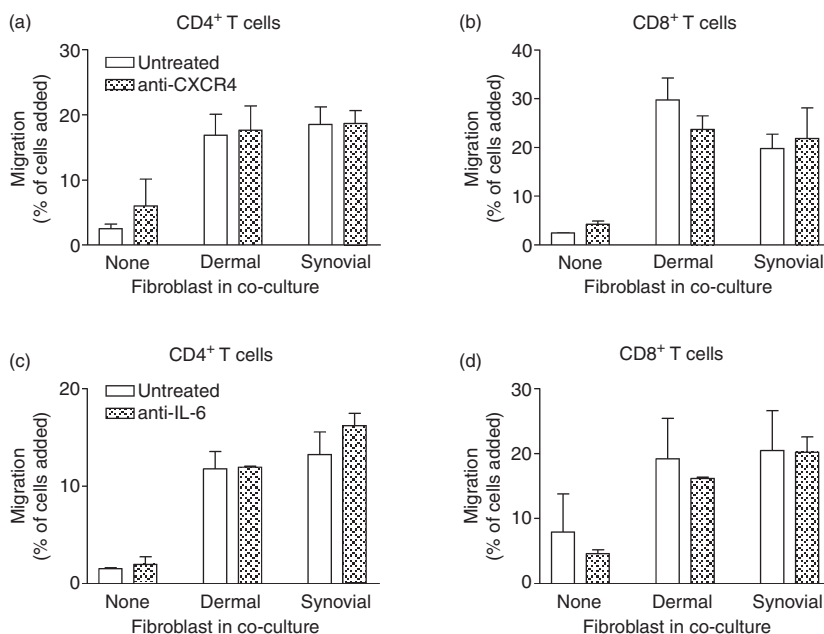 (a)
CD4⁺ T cells
Untreated
anti-CXCR4
30
20
10
0
Migration
(% of cells added)
None Dermal Synovial
Fibroblast in co-culture
(b)
CD8⁺ T cells
40
30
20
10
0
Migration
(% of cells added)
None Dermal Synovial
Fibroblast in co-culture
(c)
CD4⁺ T cells
Untreated
anti-IL-6
20
10
0
Migration
(% of cells added)
None Dermal Synovial
Fibroblast in co-culture
(d)
CD8⁺ T cells
30
20
10
0
Migration
(% of cells added)
None Dermal Synovial
Fibroblast in co-culture